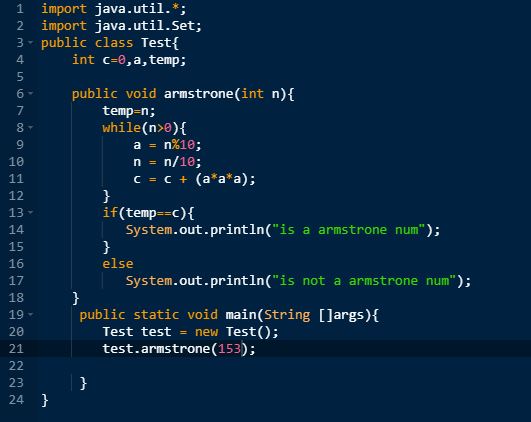 1 import java.util.*;
2 import java.util.Set;
3 public class Test{
4 int c=0,a,temp;
5
6 public void armstrone(int n){
7 temp=n;
8 while(n>0){
9 a = n%10;
10 n = n/10;
11 c = c + (a*a*a);
12 }
13 if(temp==c){
14 System.out.println("is a armstrone num");
15 }
16 else
17 System.out.println("is not a armstrone num");
18 }
19 public static void main(String []args){
20 Test test = new Test();
21 test.armstrone(153);
22
23 }
24 }